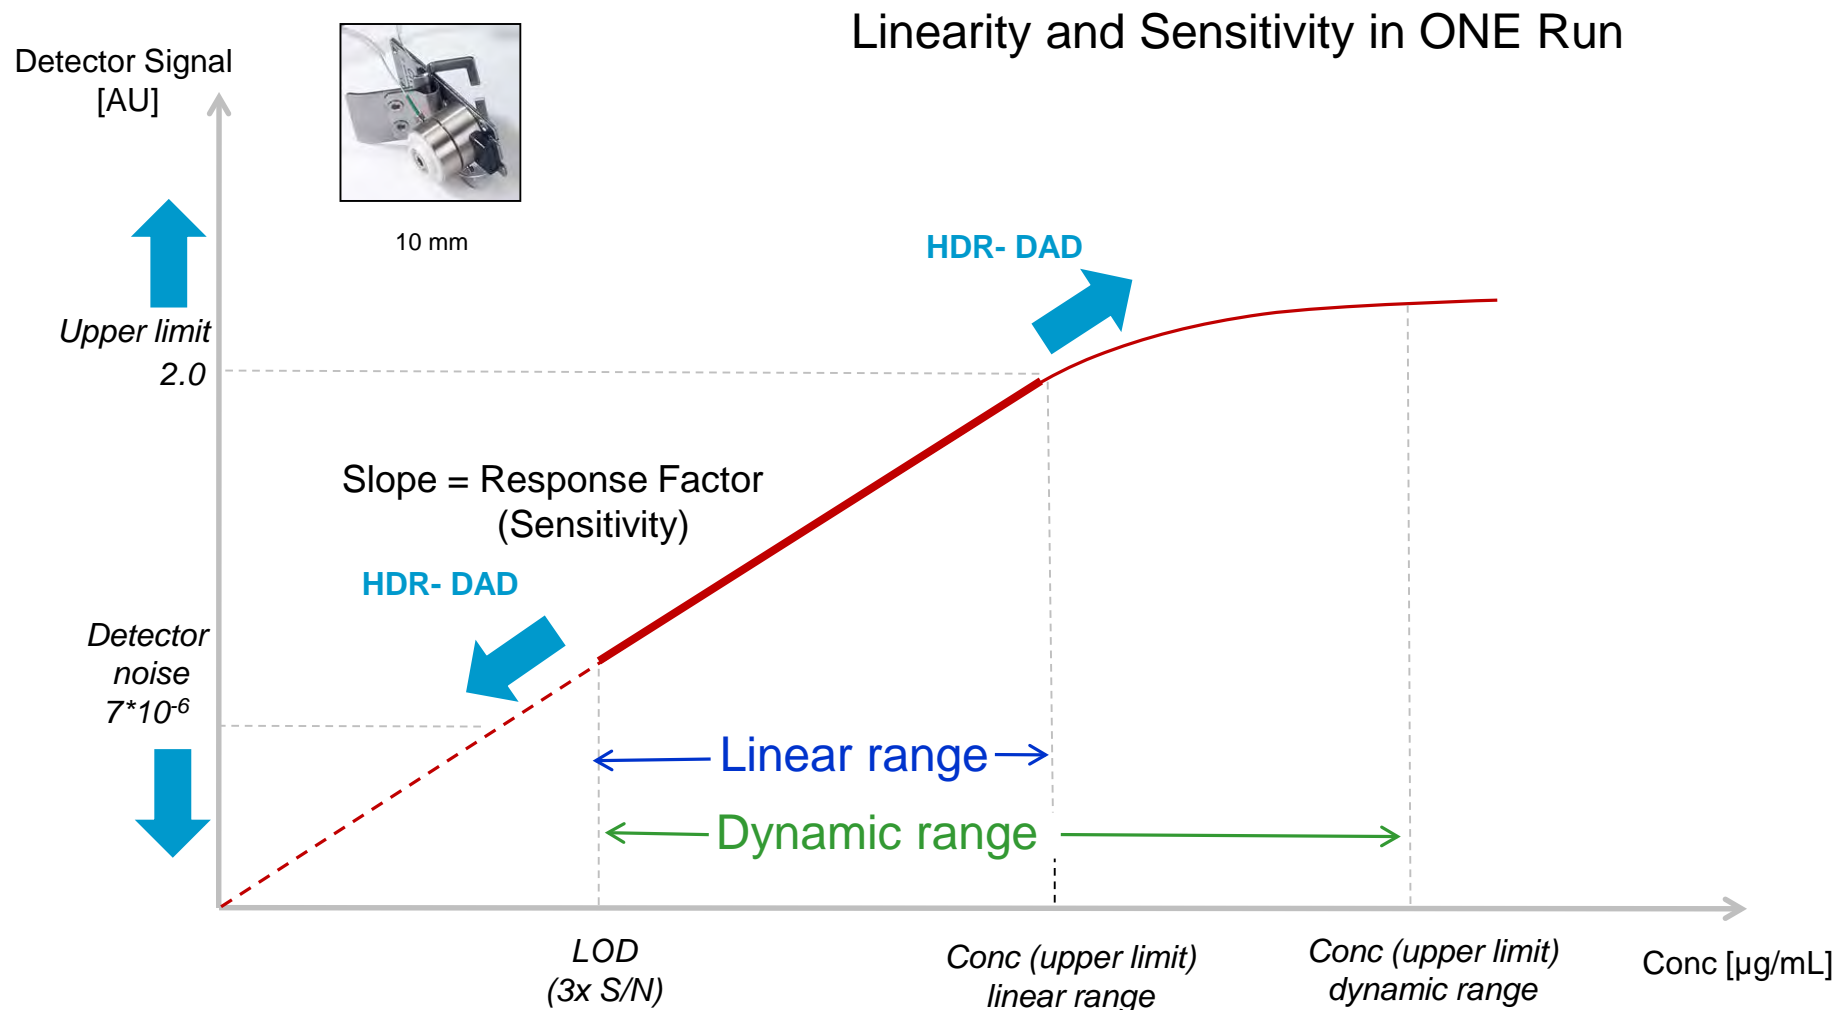 Linearity and Sensitivity in ONE Run
Detector Signal
[AU]
10 mm
HDR- DAD
Upper limit
2.0
Slope = Response Factor
(Sensitivity)
HDR- DAD
Detector
noise
7*10⁻⁶
Linear range
Dynamic range
LOD
(3x S/N)
Conc (upper limit)
linear range
Conc (upper limit)
dynamic range
Conc [µg/mL]